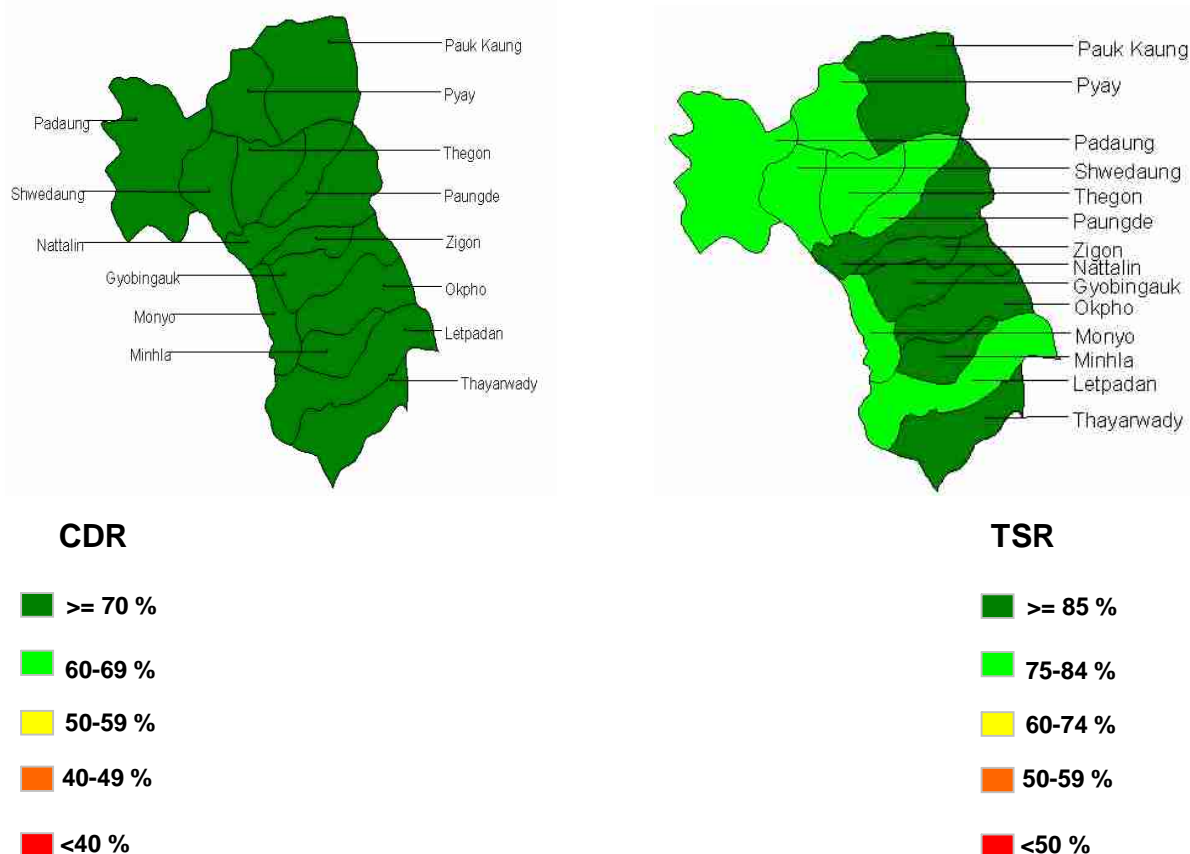 Pauk Kaung
Pyay
Padaung
Thegon
Shwedaung
Paungde
Nattalin
Zigon
Gyobingauk
Okpho
Monyo
Letpadan
Minhla
Thayarwady
Pauk Kaung
Pyay
Padaung
Shwedaung
Thegon
Paungde
Zigon
Nattalin
Gyobingauk
Okpho
Monyo
Minhla
Letpadan
Thayarwady
CDR
>= 70 %
60-69 %
50-59 %
40-49 %
<40 %
TSR
>= 85 %
75-84 %
60-74 %
50-59 %
<50 %